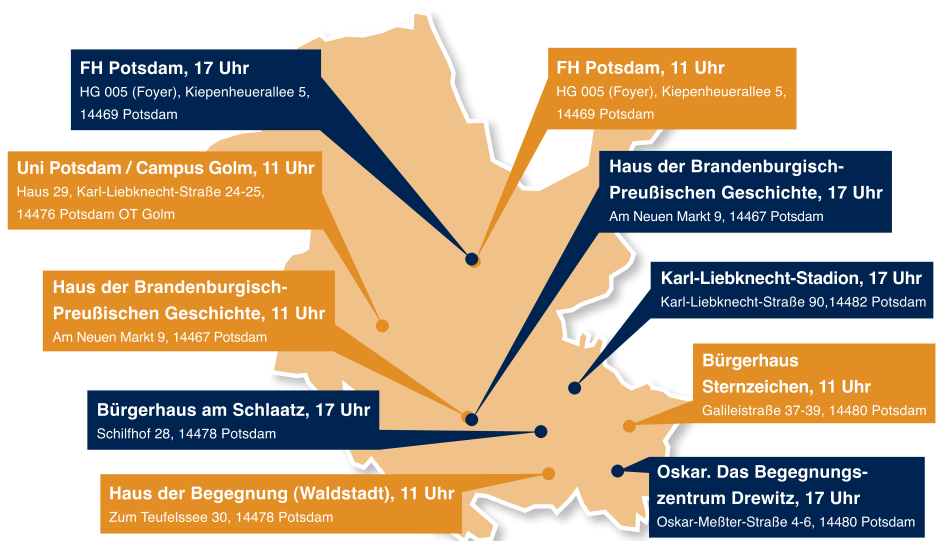 FH Potsdam, 17 Uhr
HG 005 (Foyer), Kiepenheuerallee 5,
14469 Potsdam
FH Potsdam, 11 Uhr
HG 005 (Foyer), Kiepenheuerallee 5,
14469 Potsdam
Uni Potsdam / Campus Golm, 11 Uhr
Haus 29, Karl-Liebknecht-Straße 24-25,
14476 Potsdam OT Golm
Haus der Brandenburgisch-
Preußischen Geschichte, 17 Uhr
Am Neuen Markt 9, 14467 Potsdam
Haus der Brandenburgisch-
Preußischen Geschichte, 11 Uhr
Am Neuen Markt 9, 14467 Potsdam
Karl-Liebknecht-Stadion, 17 Uhr
Karl-Liebknecht-Straße 90,14482 Potsdam
Bürgerhaus
Sternzeichen, 11 Uhr
Galileistraße 37-39, 14480 Potsdam
Bürgerhaus am Schlaatz, 17 Uhr
Schilfhof 28, 14478 Potsdam
Haus der Begegnung (Waldstadt), 11 Uhr
Zum Teufelssee 30, 14478 Potsdam
Oskar. Das Begegnungs-
zentrum Drewitz, 17 Uhr
Oskar-Meßter-Straße 4-6, 14480 Potsdam